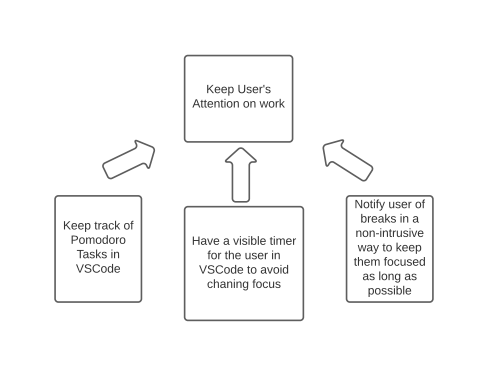 Keep User's
Attention on work
Keep track of
Pomodoro
Tasks in
VSCode
Have a visible timer
for the user in
VSCode to avoid
chaning focus
Notify user of
breaks in a
non-intrusive
way to keep
them focused
as long as
possible